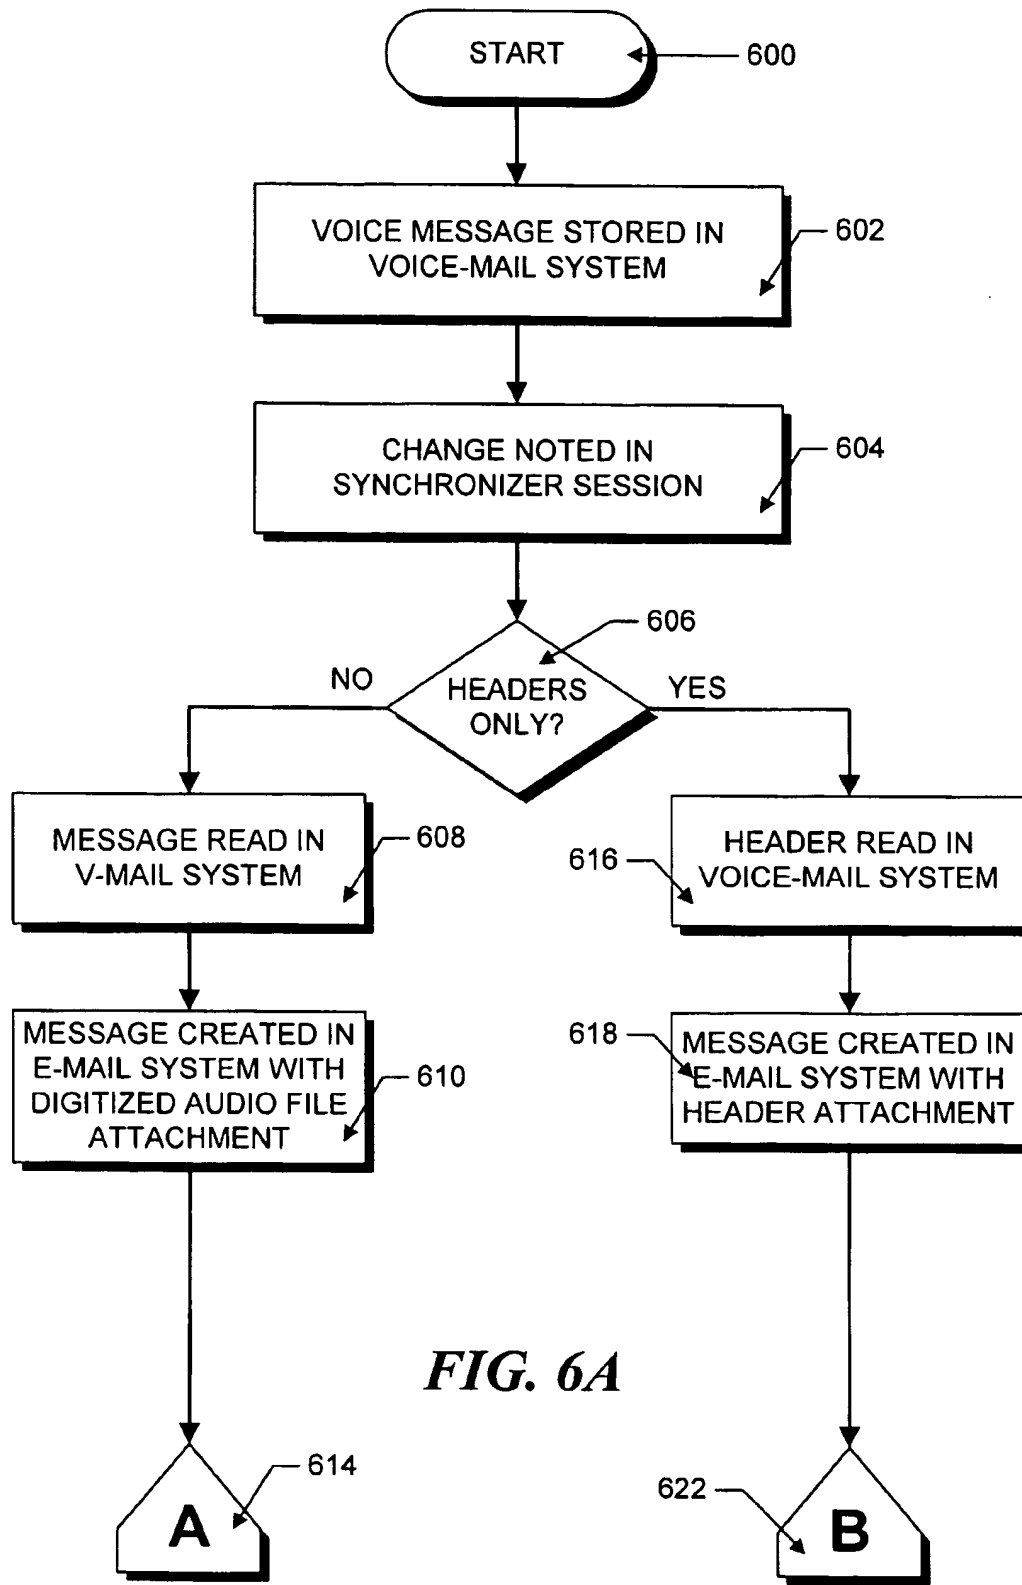 START
600
VOICE MESSAGE STORED IN
VOICE-MAIL SYSTEM
602
CHANGE NOTED IN
SYNCHRONIZER SESSION
604
606
HEADERS
ONLY?
NO
YES
MESSAGE READ IN
V-MAIL SYSTEM
608
HEADER READ IN
VOICE-MAIL SYSTEM
616
MESSAGE CREATED IN
E-MAIL SYSTEM WITH
DIGITIZED AUDIO FILE
ATTACHMENT
610
MESSAGE CREATED IN
E-MAIL SYSTEM WITH
HEADER ATTACHMENT
618
FIG. 6A
A
614
B
622